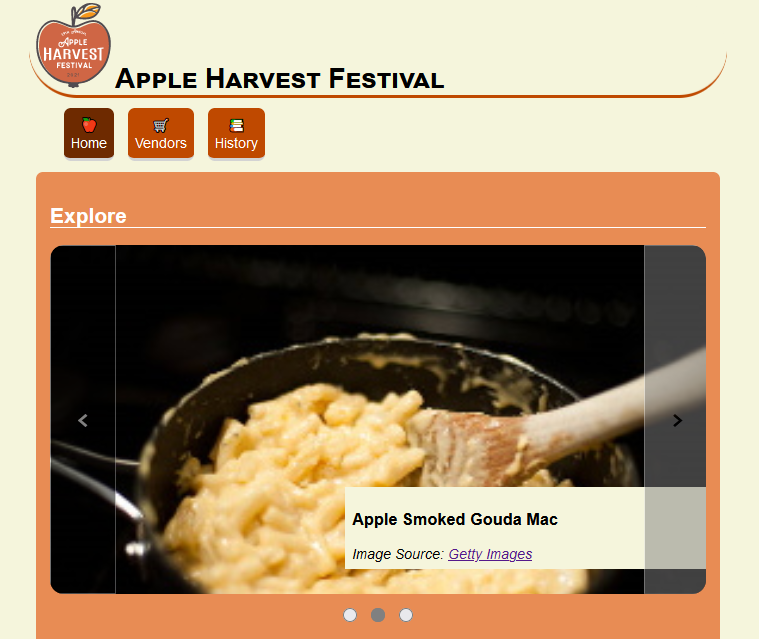 APPLE
HARVEST
FESTIVAL
Apple Harvest Festival
Home
Vendors
History
Explore
Apple Smoked Gouda Mac
Image Source: Getty Images